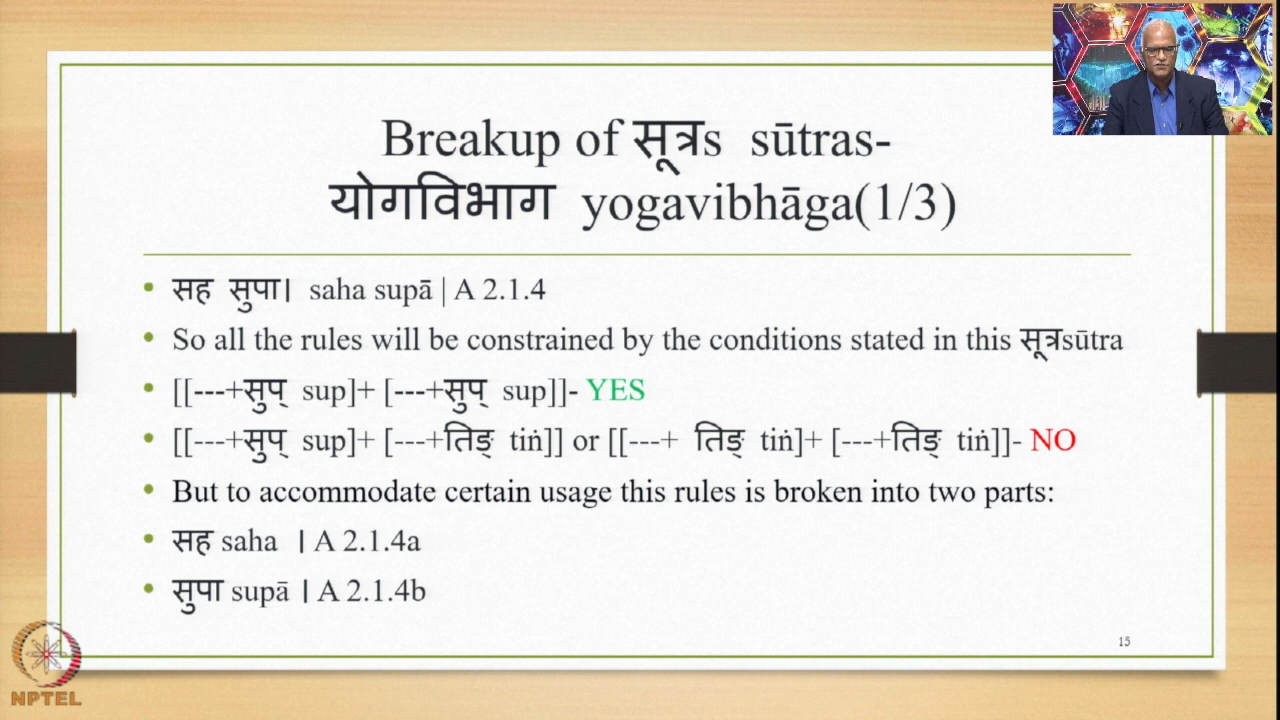 Breakup of सूत्रs sūtras-
योगविभाग yogavibhāga(1/3)
• सह सुपा। saha supā | A 2.1.4
• So all the rules will be constrained by the conditions stated in this सूत्रsūtra
• [[---+सुप् sup]+ [---+सुप् sup]]- YES
• [[---+सुप् sup]+ [---+तिङ् tiṅ]] or [[---+ तिङ् tiṅ]+ [---+तिङ् tiṅ]]- NO
• But to accommodate certain usage this rules is broken into two parts:
• सह saha । A 2.1.4a
• सुपा supā । A 2.1.4b
15
NPTEL